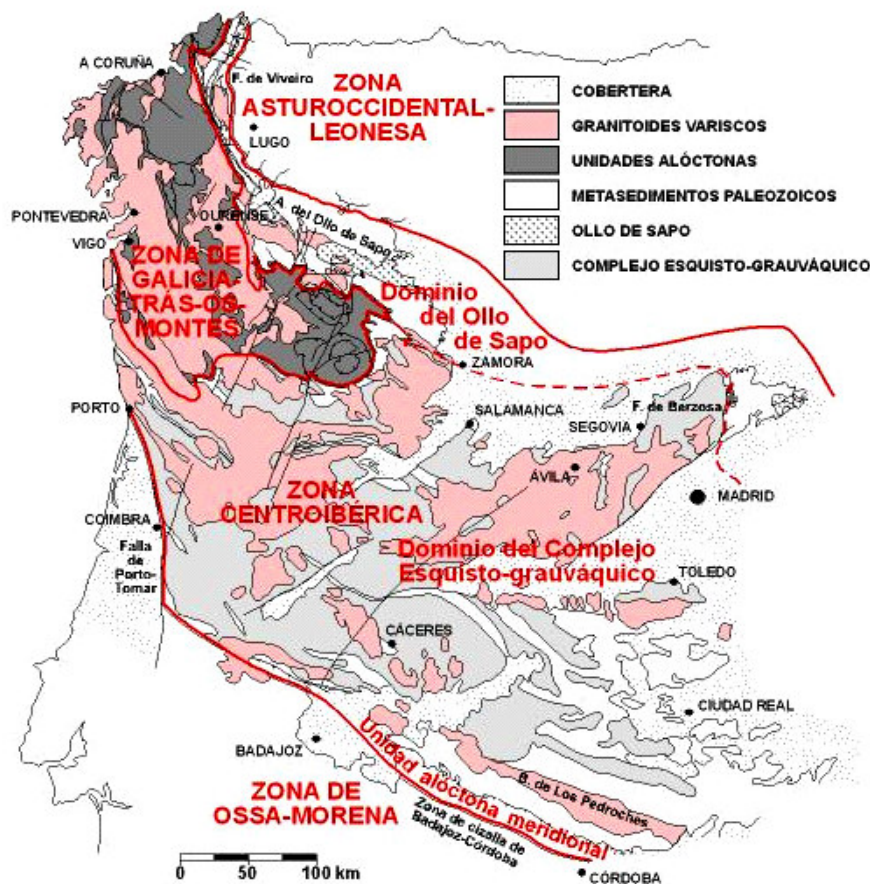 A CORUÑA
F. de Viveiro
ZONA
ASTUROCCIDENTAL-
LEONESA
LUGO
COBERTERA
GRANITOIDES VARISCOS
UNIDADES ALÓCTONAS
METASEDIMENTOS PALEOZOICOS
OLLO DE SAPO
COMPLEJO ESQUISTO-GRAUVÁQUICO
PONTEVEDRA
VIGO
OURENSE
A. del Ollo de Sapo
ZONA DE
GALICIA-
TRÁS-OS-
MONTES
Dominio
del Ollo
de Sapo
ZAMORA
PORTO
SALAMANCA
SEGOVIA
F. de Berzosa
ÁVILA
MADRID
ZONA
CENTROIBÉRICA
COIMBRA
Falla
de
Porto-
Tomar
Dominio del Complejo
Esquisto-grauváquico
TOLEDO
CÁCERES
CIUDAD REAL
BADAJOZ
Unidad alóctona meridional
B. de Los Pedroches
Zona de cizalla de
Badajoz-Córdoba
ZONA DE
OSSA-MORENA
0 50 100 km
CÓRDOBA